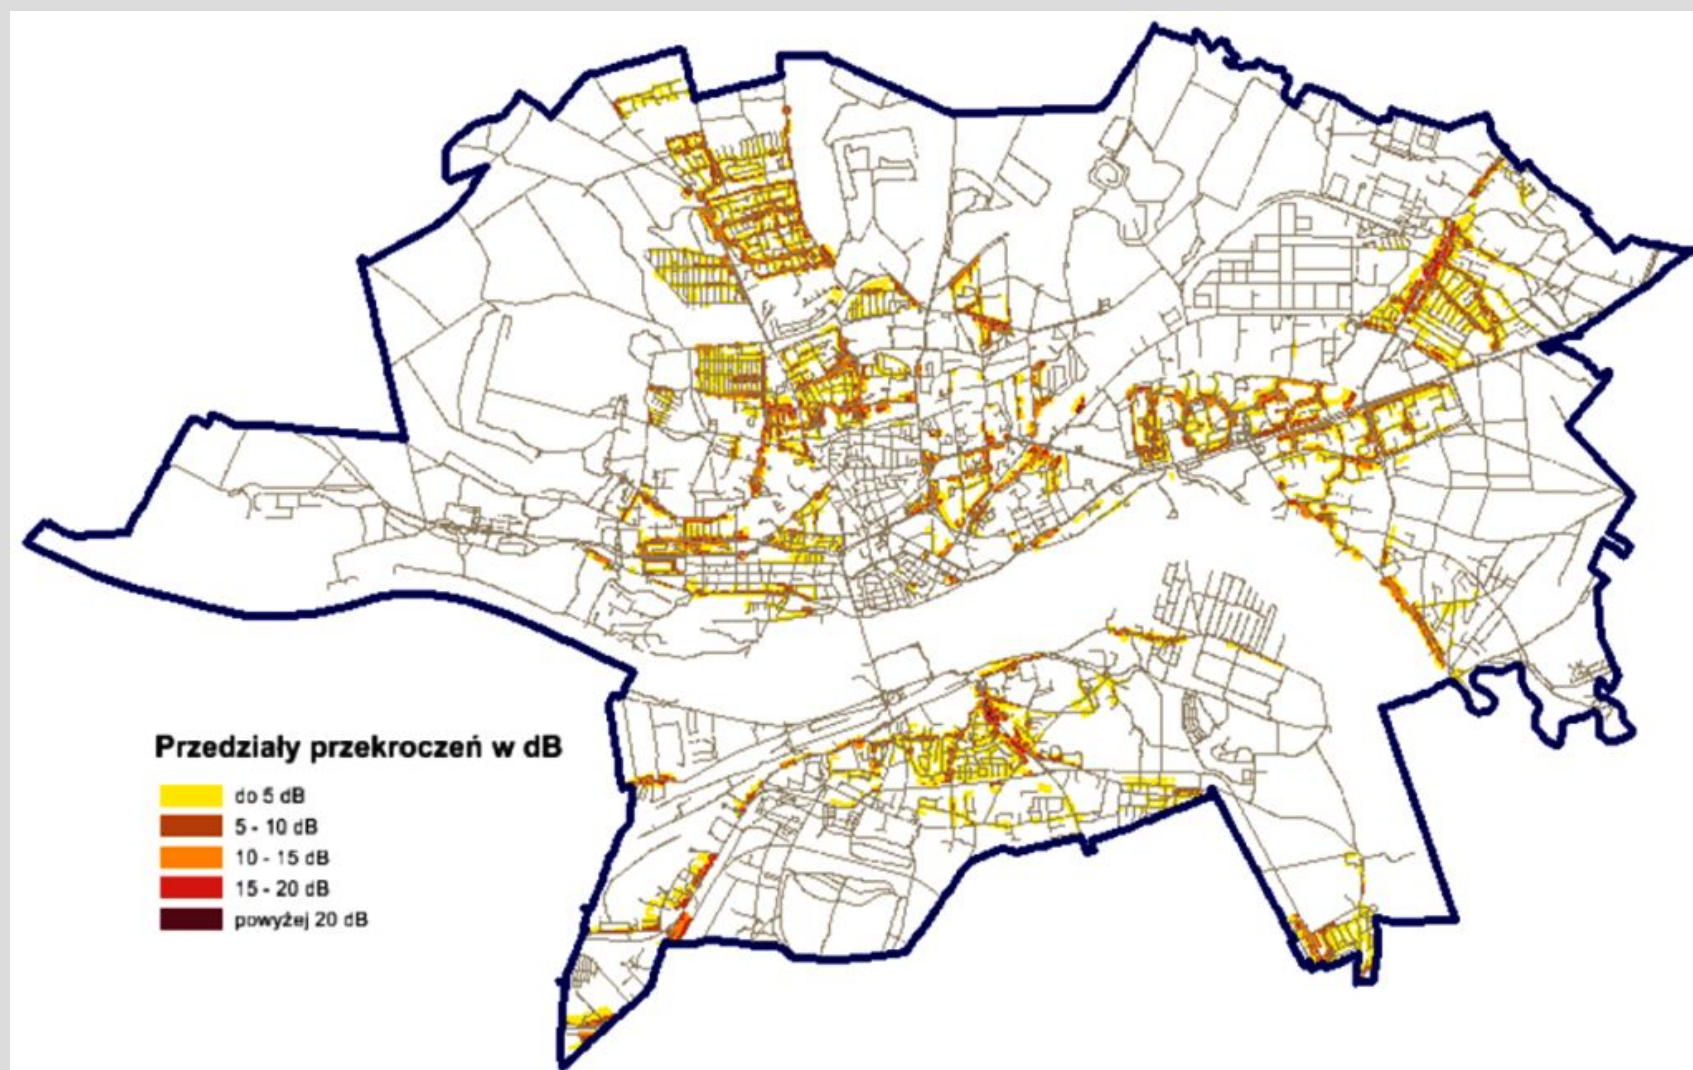 Przedziały przekroczeń w dB
do 5 dB
5 - 10 dB
10 - 15 dB
15 - 20 dB
powyżej 20 dB